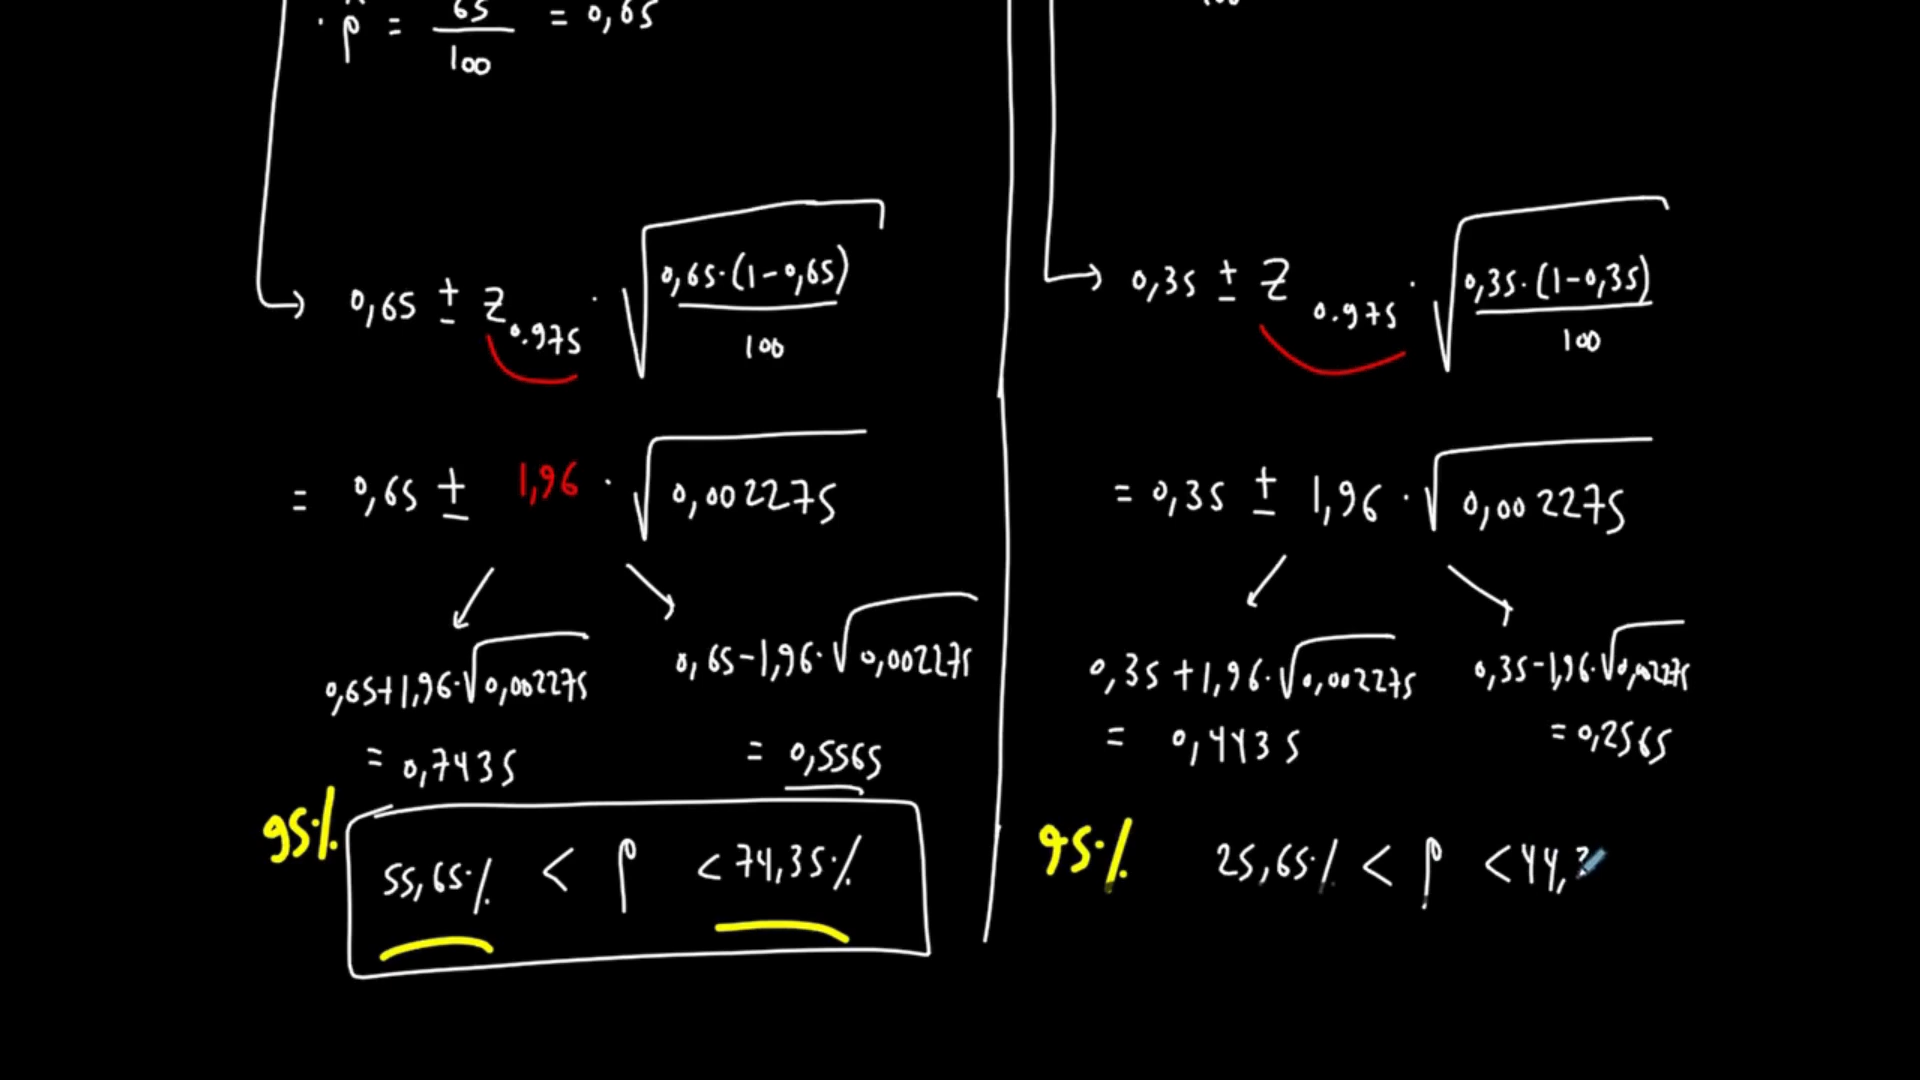 · p̂ = 65/100 = 0,65
100
0,65 ± Z0.975 · √(0,65·(1-0,65)/100)
= 0,65 ± 1,96 · √0,002275
0,65+1,96·√0,002275
0,65-1,96·√0,002275
= 0,7435
= 0,5565
95%
55,65% < p < 74,35%
0,35 ± Z0.975 · √(0,35·(1-0,35)/100)
= 0,35 ± 1,96 · √0,002275
0,35+1,96·√0,002275
0,35-1,96·√0,002275
= 0,4435
= 0,2565
95%
25,65% < p < 44,3